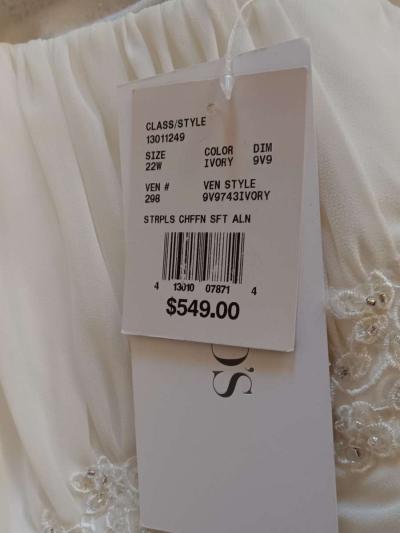 CLASS/STYLE
13011249
SIZE COLOR DIM
22W IVORY 9V9
VEN # VEN STYLE
298 9V9743IVORY
STRPLS CHFFN SFT ALN
4 13010 07871 4
$549.00
'S